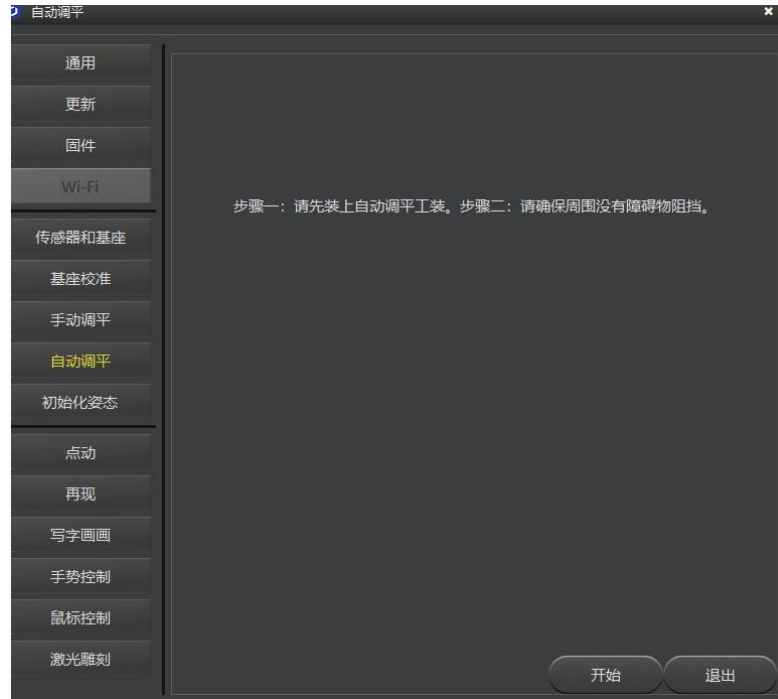 自动调平
通用
更新
固件
Wi-Fi
传感器和基座
基座校准
手动调平
自动调平
初始化姿态
点动
再现
写字画画
手势控制
鼠标控制
激光雕刻
步骤一：请先装上自动调平工装。步骤二：请确保周围没有障碍物阻挡。
开始
退出